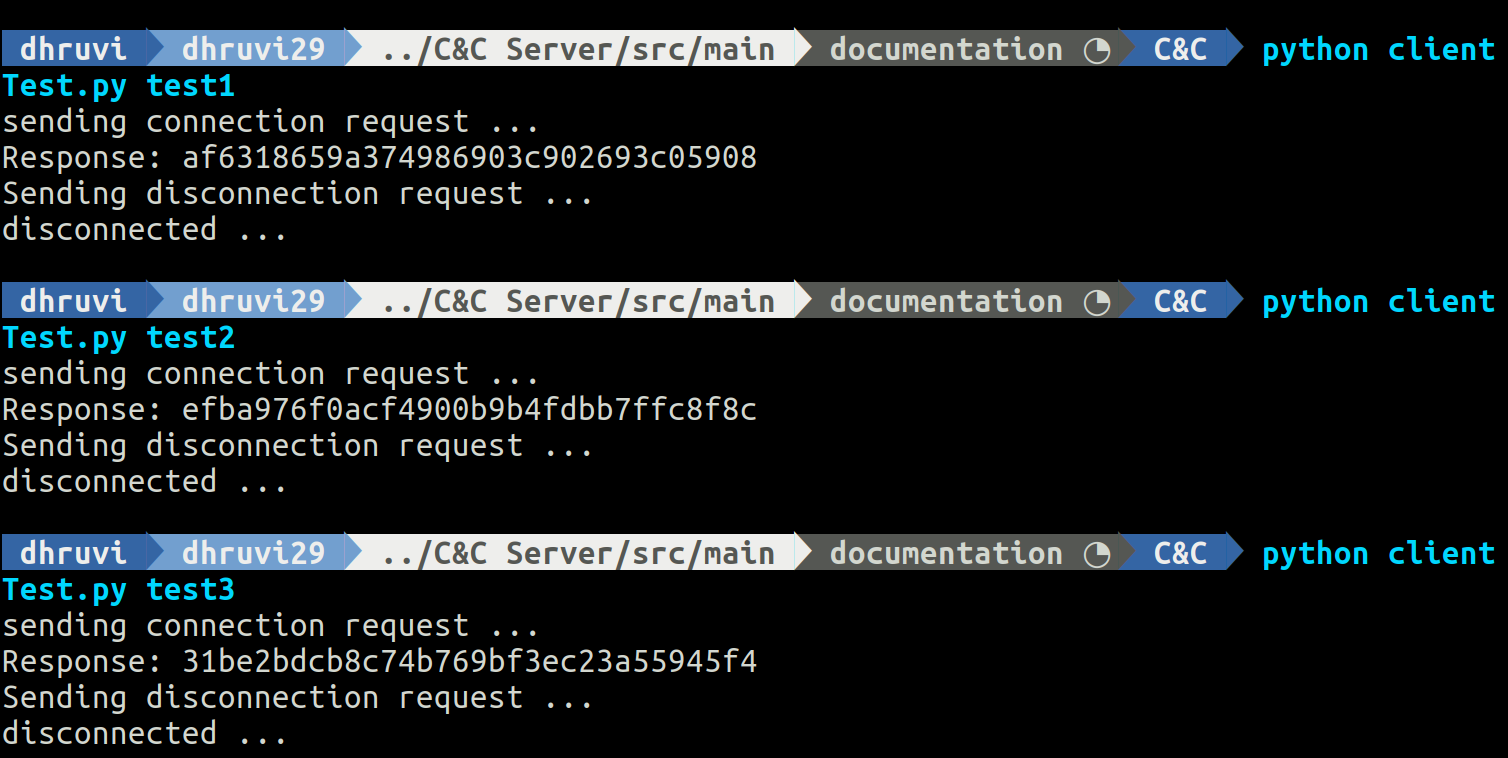 dhruvi dhruvi29 ../C&C Server/src/main documentation ◔ C&C python client
Test.py test1
sending connection request ...
Response: af6318659a374986903c902693c05908
Sending disconnection request ...
disconnected ...
dhruvi dhruvi29 ../C&C Server/src/main documentation ◔ C&C python client
Test.py test2
sending connection request ...
Response: efba976f0acf4900b9b4fdbb7ffc8f8c
Sending disconnection request ...
disconnected ...
dhruvi dhruvi29 ../C&C Server/src/main documentation ◔ C&C python client
Test.py test3
sending connection request ...
Response: 31be2bdcb8c74b769bf3ec23a55945f4
Sending disconnection request ...
disconnected ...